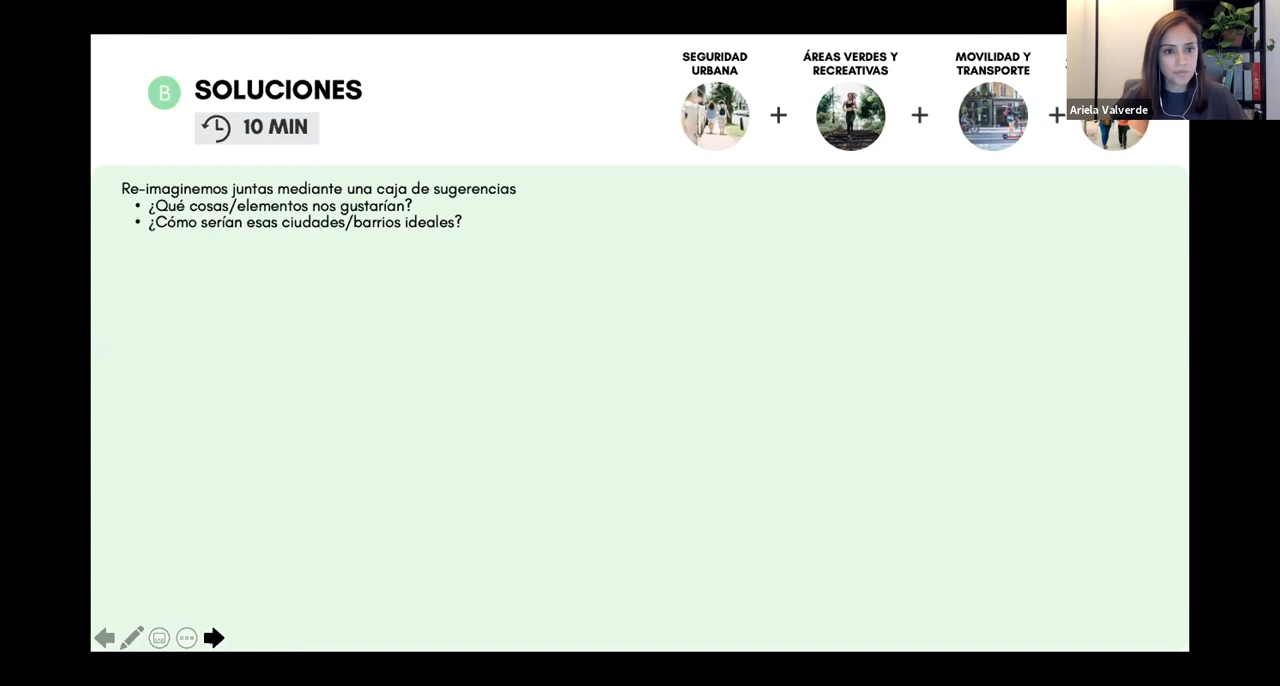 B SOLUCIONES
10 MIN
SEGURIDAD
URBANA
ÁREAS VERDES Y
RECREATIVAS
MOVILIDAD Y
TRANSPORTE
+ + +
Ariela Valverde
Re-imaginemos juntas mediante una caja de sugerencias
• ¿Qué cosas/elementos nos gustarían?
• ¿Cómo serían esas ciudades/barrios ideales?